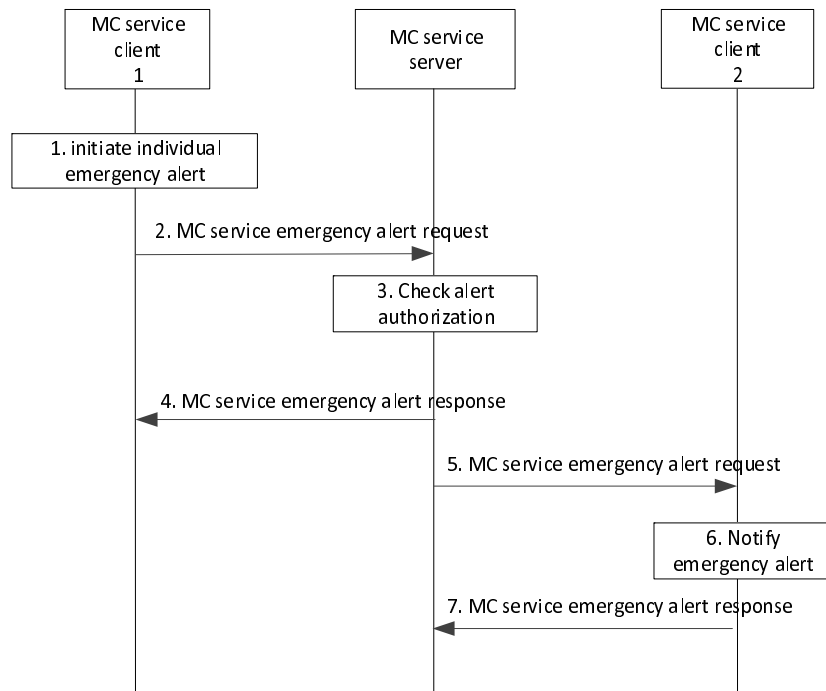 MC service
client
1
MC service
server
MC service
client
2
1. initiate individual
emergency alert
2. MC service emergency alert request
3. Check alert
authorization
4. MC service emergency alert response
5. MC service emergency alert request
6. Notify
emergency alert
7. MC service emergency alert response